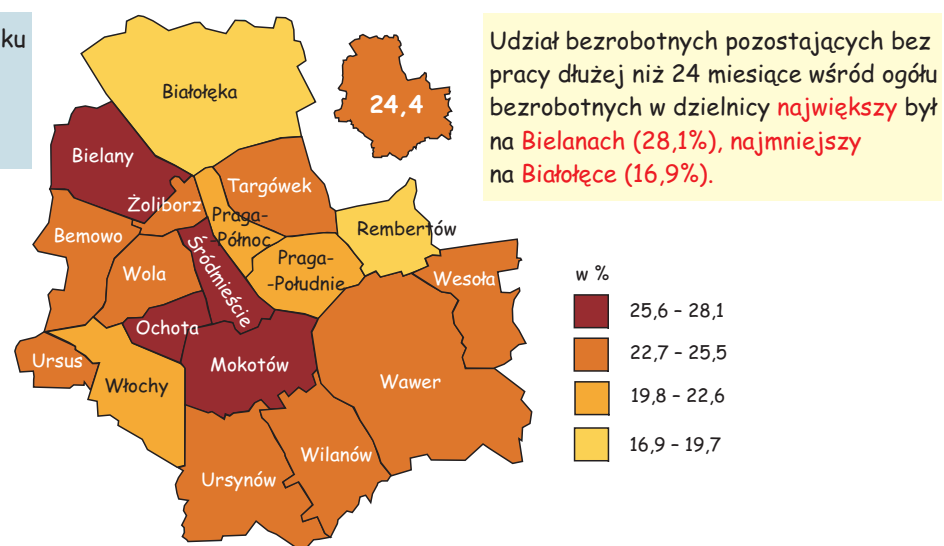 ku
Udział bezrobotnych pozostających bez
pracy dłużej niż 24 miesiące wśród ogółu
bezrobotnych w dzielnicy największy był
na Bielanach (28,1%), najmniejszy
na Białołęce (16,9%).
24,4
Białołęka
Bielany
Targówek
Żoliborz
Praga-
-Północ
Rembertów
Bemowo
Śródmieście
Praga-
-Południe
Wola
Wesoła
Ochota
Ursus
Mokotów
Włochy
Wawer
Wilanów
Ursynów
w %
25,6 – 28,1
22,7 – 25,5
19,8 – 22,6
16,9 – 19,7